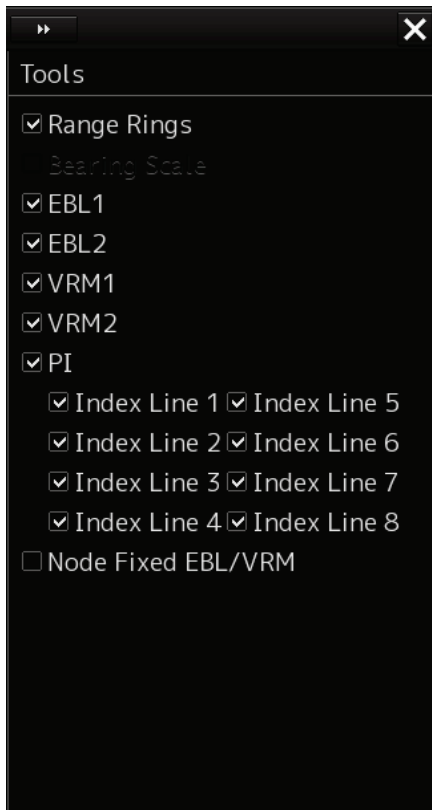 Tools
Range Rings
Bearing Scale
EBL1
EBL2
VRM1
VRM2
PI
Index Line 1 Index Line 5
Index Line 2 Index Line 6
Index Line 3 Index Line 7
Index Line 4 Index Line 8
Node Fixed EBL/VRM